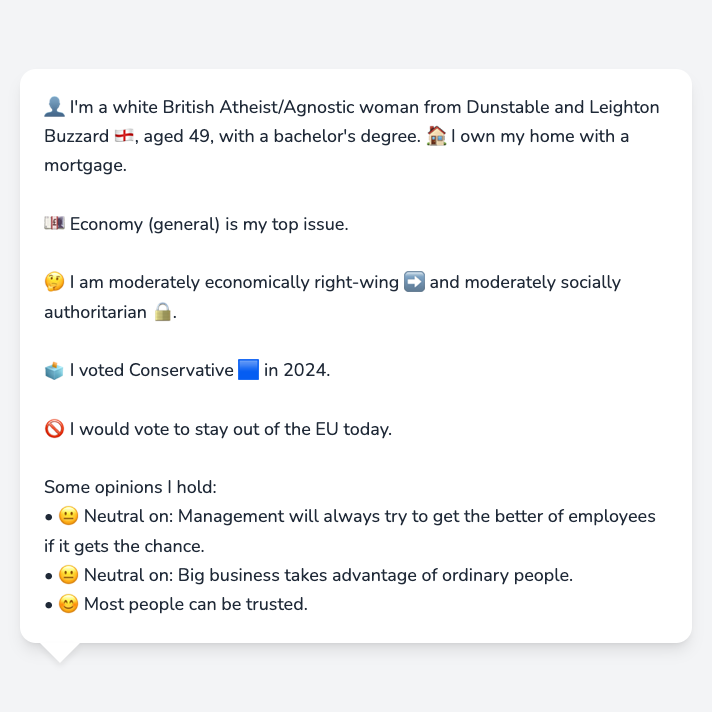 👤 I'm a white British Atheist/Agnostic woman from Dunstable and Leighton
Buzzard 🏴󠁧󠁢󠁥󠁮󠁧󠁿, aged 49, with a bachelor's degree. 🏠 I own my home with a
mortgage.
💷 Economy (general) is my top issue.
🤔 I am moderately economically right-wing ➡️ and moderately socially
authoritarian 🔒.
🗳️ I voted Conservative 🟦 in 2024.
🚫 I would vote to stay out of the EU today.
Some opinions I hold:
• 😐 Neutral on: Management will always try to get the better of employees
if it gets the chance.
• 😐 Neutral on: Big business takes advantage of ordinary people.
• 😊 Most people can be trusted.